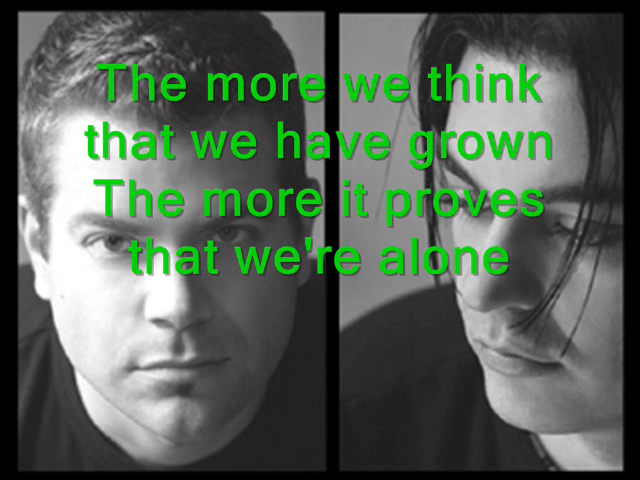 The more we think
that we have grown
The more it proves
that we're alone